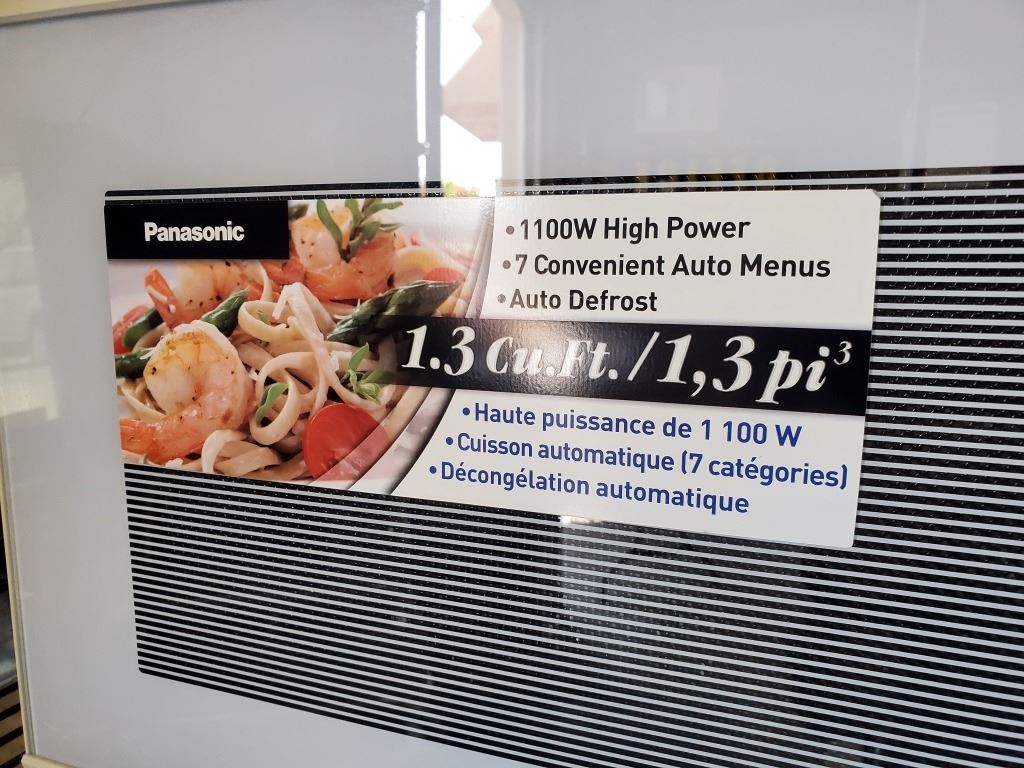 Panasonic
•1100W High Power
•7 Convenient Auto Menus
•Auto Defrost
1.3 Cu.Ft./1,3 pi³
•Haute puissance de 1 100 W
•Cuisson automatique (7 catégories)
•Décongélation automatique